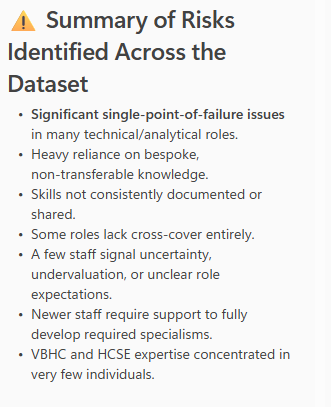 ⚠️ Summary of Risks
Identified Across the
Dataset
• Significant single-point-of-failure issues
in many technical/analytical roles.
• Heavy reliance on bespoke,
non-transferable knowledge.
• Skills not consistently documented or
shared.
• Some roles lack cross-cover entirely.
• A few staff signal uncertainty,
undervaluation, or unclear role
expectations.
• Newer staff require support to fully
develop required specialisms.
• VBHC and HCSE expertise concentrated in
very few individuals.